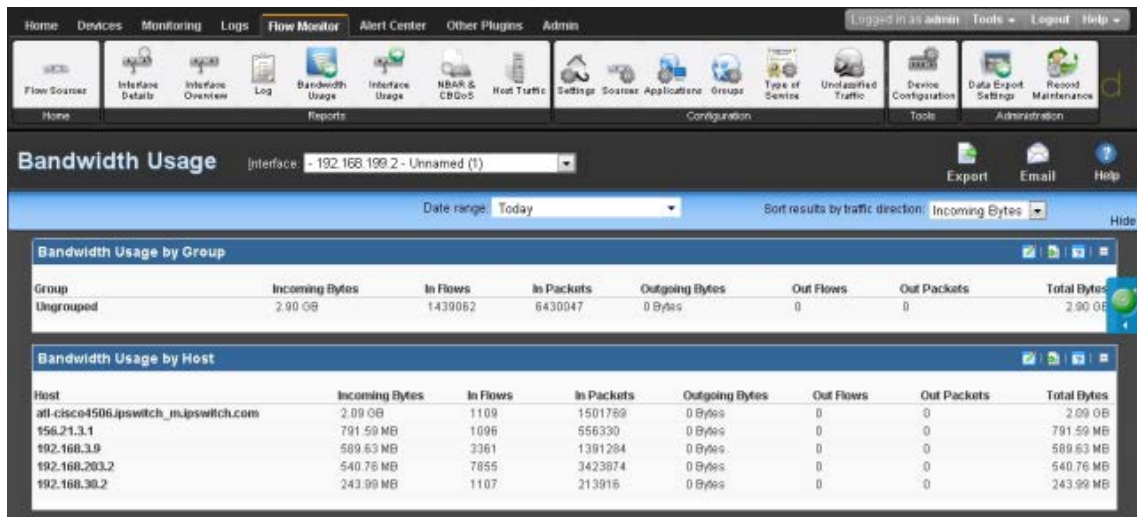 Home Devices Monitoring Logs Flow Monitor Alert Center Other Plugins Admin Logged in as admin Tools Logout Help
Flow Sources Interface Details Interface Overview Log Bandwidth Usage Interface Usage NBAR & CBQoS Host Traffic Settings Sources Applications Groups Type of Service Unclassified Traffic Device Configuration Data Export Settings Record Maintenance
Home Reports Configuration Tools Administration
Bandwidth Usage Interface: - 192.168.199.2 - Unnamed (1) Export Email Help
Date range: Today Sort results by traffic direction: Incoming Bytes Hide
Bandwidth Usage by Group
Group Incoming Bytes In Flows In Packets Outgoing Bytes Out Flows Out Packets Total Bytes
Ungrouped 2.90 GB 1439062 6430047 0 Bytes 0 0 2.90 GB
Bandwidth Usage by Host
Host Incoming Bytes In Flows In Packets Outgoing Bytes Out Flows Out Packets Total Bytes
atl-cisco4506.ipswitch_m.ipswitch.com 2.09 GB 1109 1501769 0 Bytes 0 0 2.09 GB
156.21.3.1 791.59 MB 1096 556330 0 Bytes 0 0 791.59 MB
192.168.3.9 589.63 MB 3361 1391284 0 Bytes 0 0 589.63 MB
192.168.203.2 540.76 MB 7855 3423874 0 Bytes 0 0 540.76 MB
192.168.30.2 243.99 MB 1107 213916 0 Bytes 0 0 243.99 MB